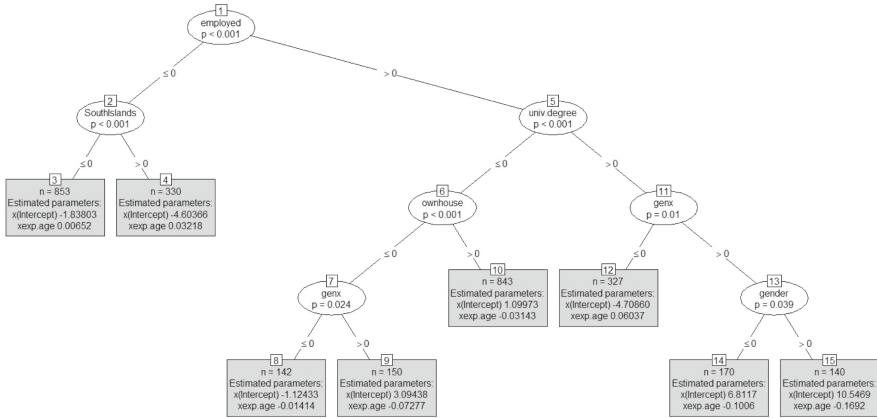 1
employed
p < 0.001
≤ 0
> 0
2
SouthIslands
p < 0.001
5
univ.degree
p < 0.001
≤ 0
> 0
≤ 0
> 0
3
n = 853
Estimated parameters:
x(Intercept) -1.83803
xexp.age 0.00652
4
n = 330
Estimated parameters:
x(Intercept) -4.60366
xexp.age 0.03218
6
ownhouse
p < 0.001
11
genx
p = 0.01
≤ 0
> 0
≤ 0
> 0
7
genx
p = 0.024
10
n = 843
Estimated parameters:
x(Intercept) 1.09973
xexp.age -0.03143
12
n = 327
Estimated parameters:
x(Intercept) -4.70860
xexp.age 0.06037
13
gender
p = 0.039
≤ 0
> 0
≤ 0
> 0
8
n = 142
Estimated parameters:
x(Intercept) -1.12433
xexp.age -0.01414
9
n = 150
Estimated parameters:
x(Intercept) 3.09438
xexp.age -0.07277
14
n = 170
Estimated parameters:
x(Intercept) 6.8117
xexp.age -0.1006
15
n = 140
Estimated parameters:
x(Intercept) 10.5469
xexp.age -0.1692